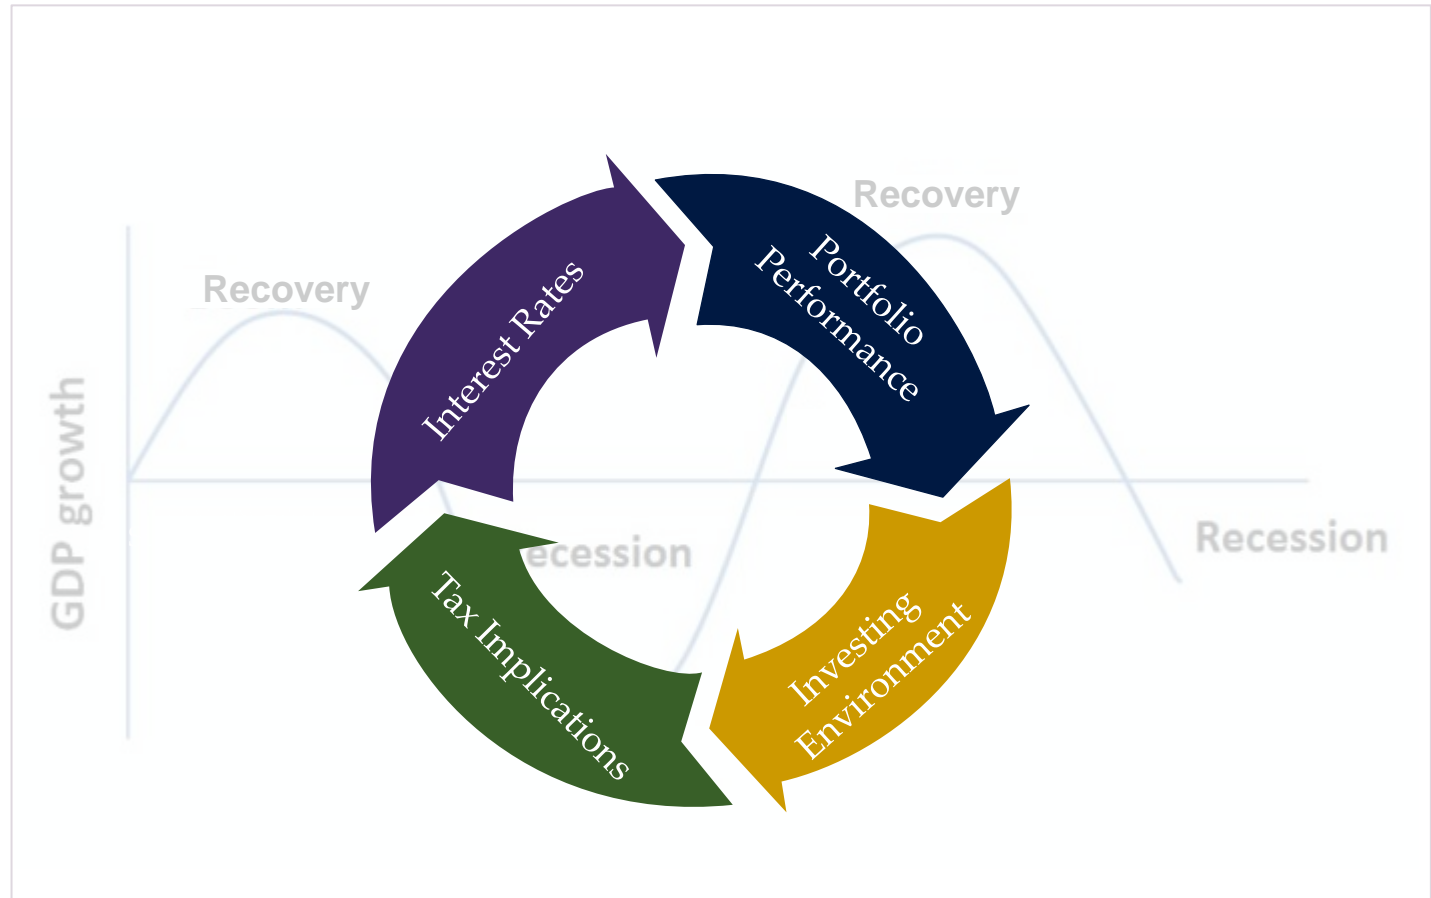 Recovery
Recovery
GDP growth
Interest Rates
Portfolio
Performance
ecession
Recession
Tax Implications
Investing
Environment